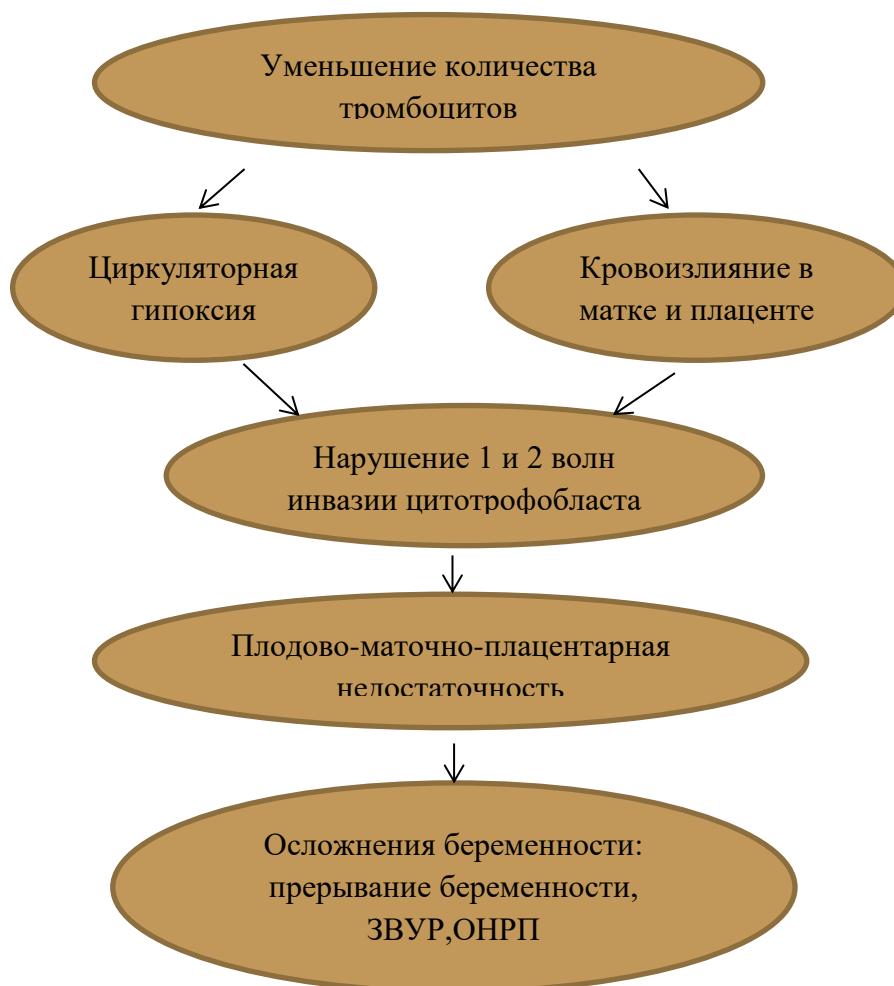 Уменьшение количества
тромбоцитов
Циркуляторная
гипоксия
Кровоизлияние в
матке и плаценте
Нарушение 1 и 2 волн
инвазии цитотрофобласта
Плодово-маточно-плацентарная
недостаточность
Осложнения беременности:
прерывание беременности,
ЗВУР,ОНРП